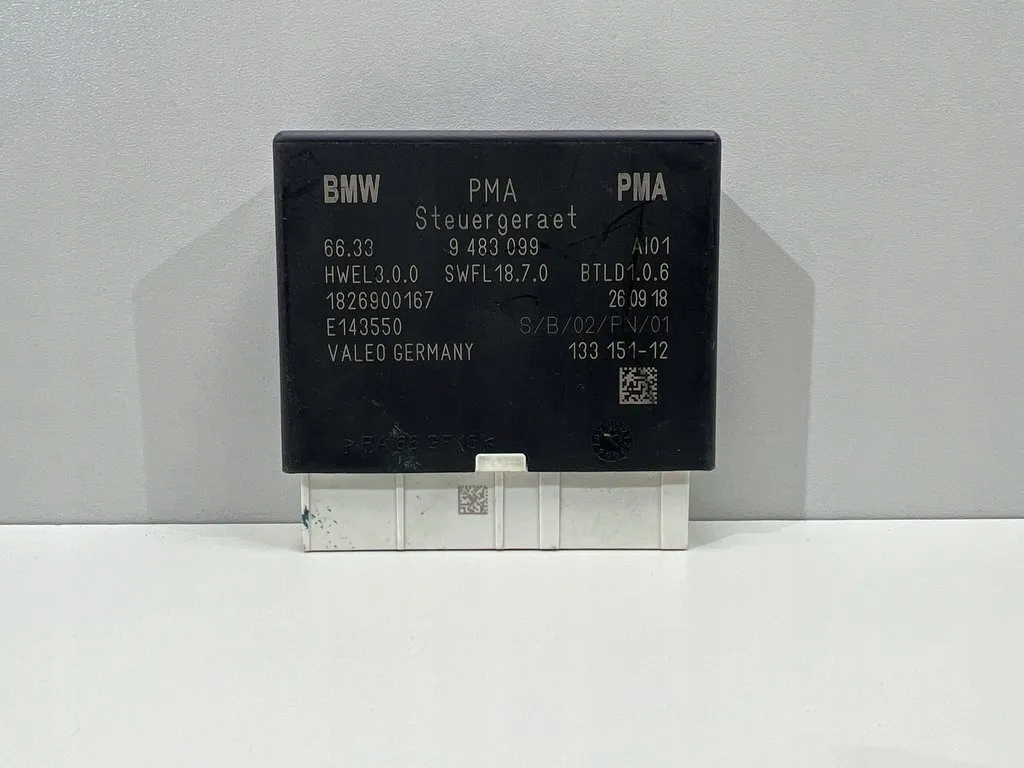 BMW PMA PMA
Steuergeraet
66.33 9 483 099 AI01
HWEL3.0.0 SWFL18.7.0 BTLD1.0.6
1826900167 26 09 18
E143550 S/B/02/PN/01
VALEO GERMANY 133 151-12